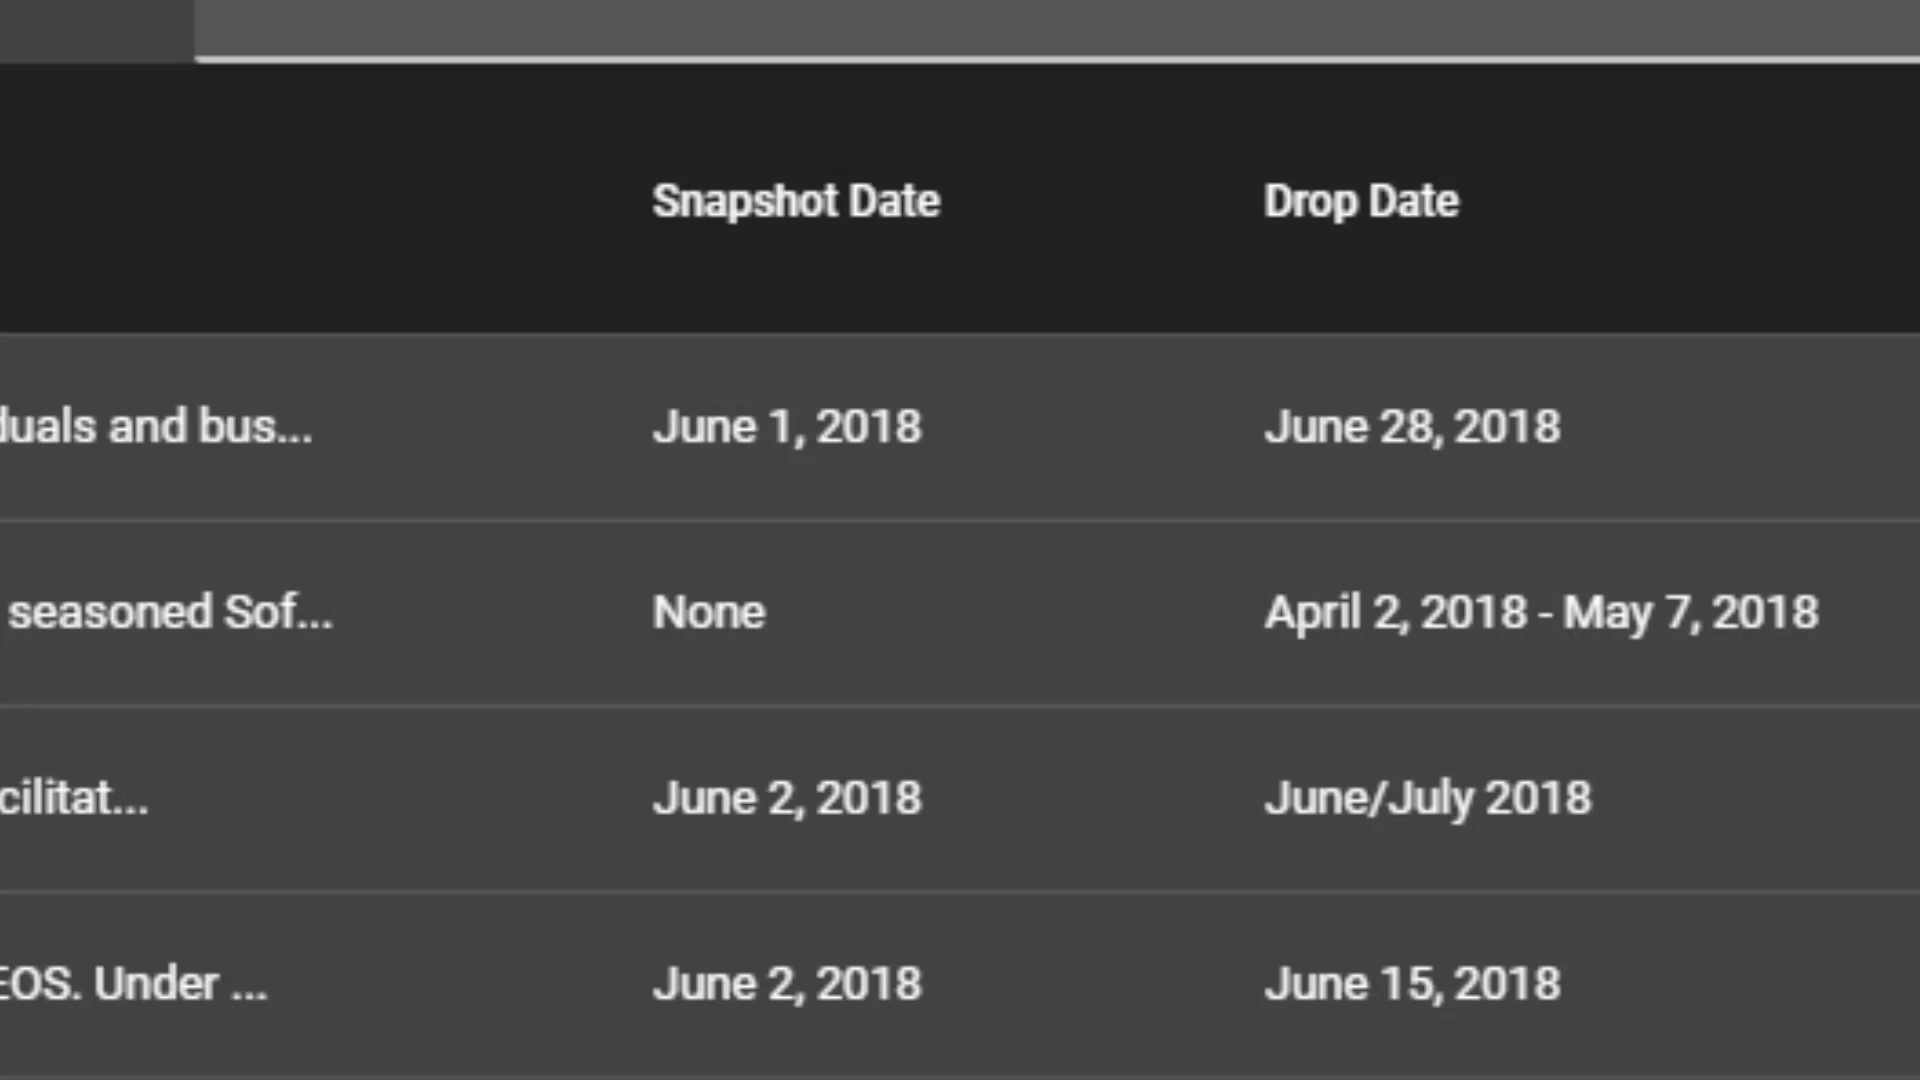 Snapshot Date Drop Date
duals and bus... June 1, 2018 June 28, 2018
seasoned Sof... None April 2, 2018 - May 7, 2018
cilitat... June 2, 2018 June/July 2018
EOS. Under ... June 2, 2018 June 15, 2018